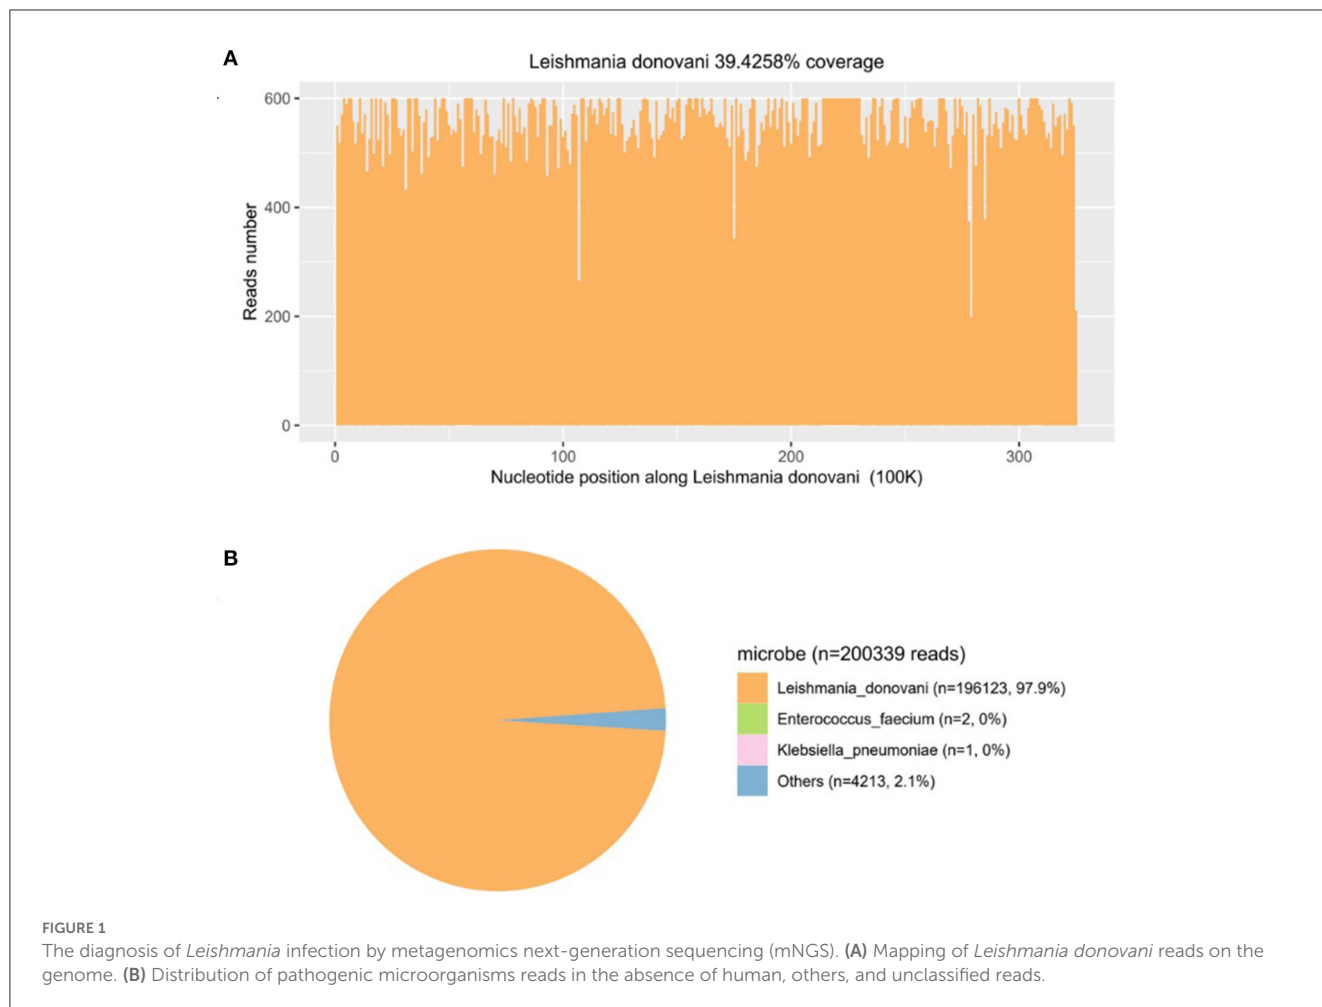 A
Leishmania donovani 39.4258% coverage
600
400
200
0
Reads number
0 100 200 300
Nucleotide position along Leishmania donovani (100K)
B
microbe (n=200339 reads)
Leishmania_donovani (n=196123, 97.9%)
Enterococcus_faecium (n=2, 0%)
Klebsiella_pneumoniae (n=1, 0%)
Others (n=4213, 2.1%)
FIGURE 1
The diagnosis of Leishmania infection by metagenomics next-generation sequencing (mNGS). (A) Mapping of Leishmania donovani reads on the
genome. (B) Distribution of pathogenic microorganisms reads in the absence of human, others, and unclassified reads.